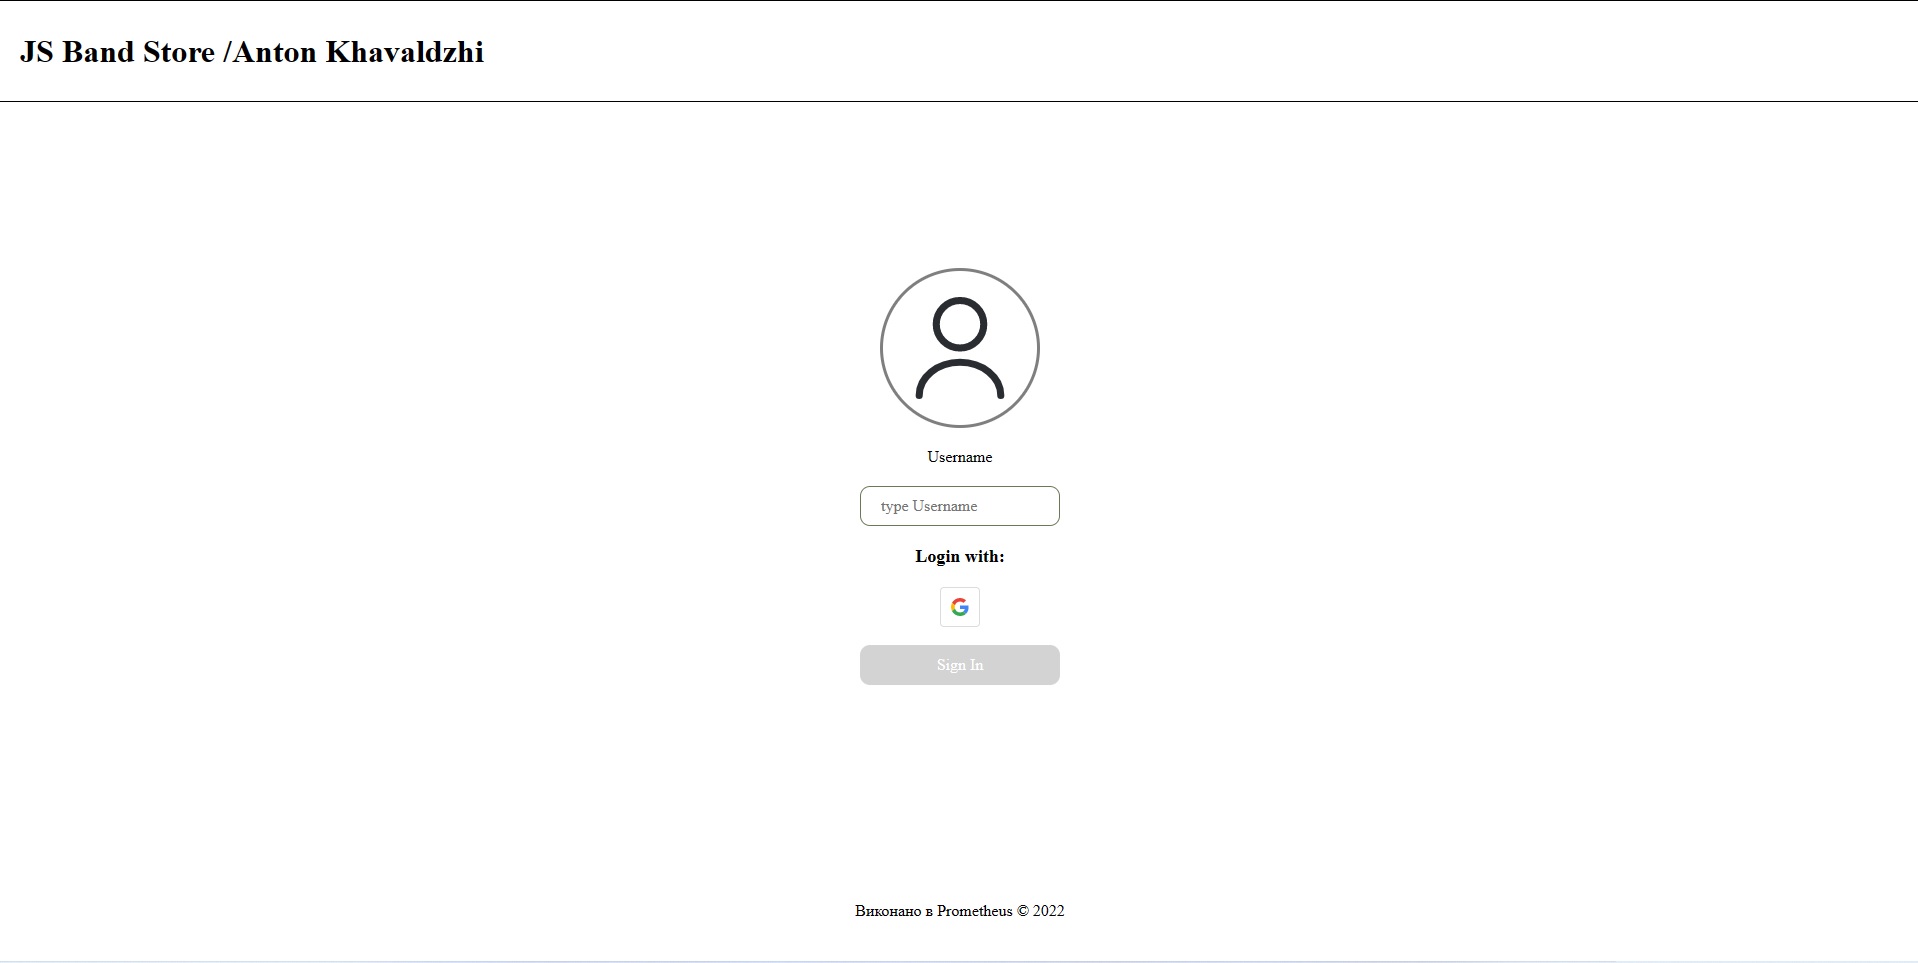 JS Band Store /Anton Khavaldzhi
Username
type Username
Login with:
Sign In
Виконано в Prometheus © 2022